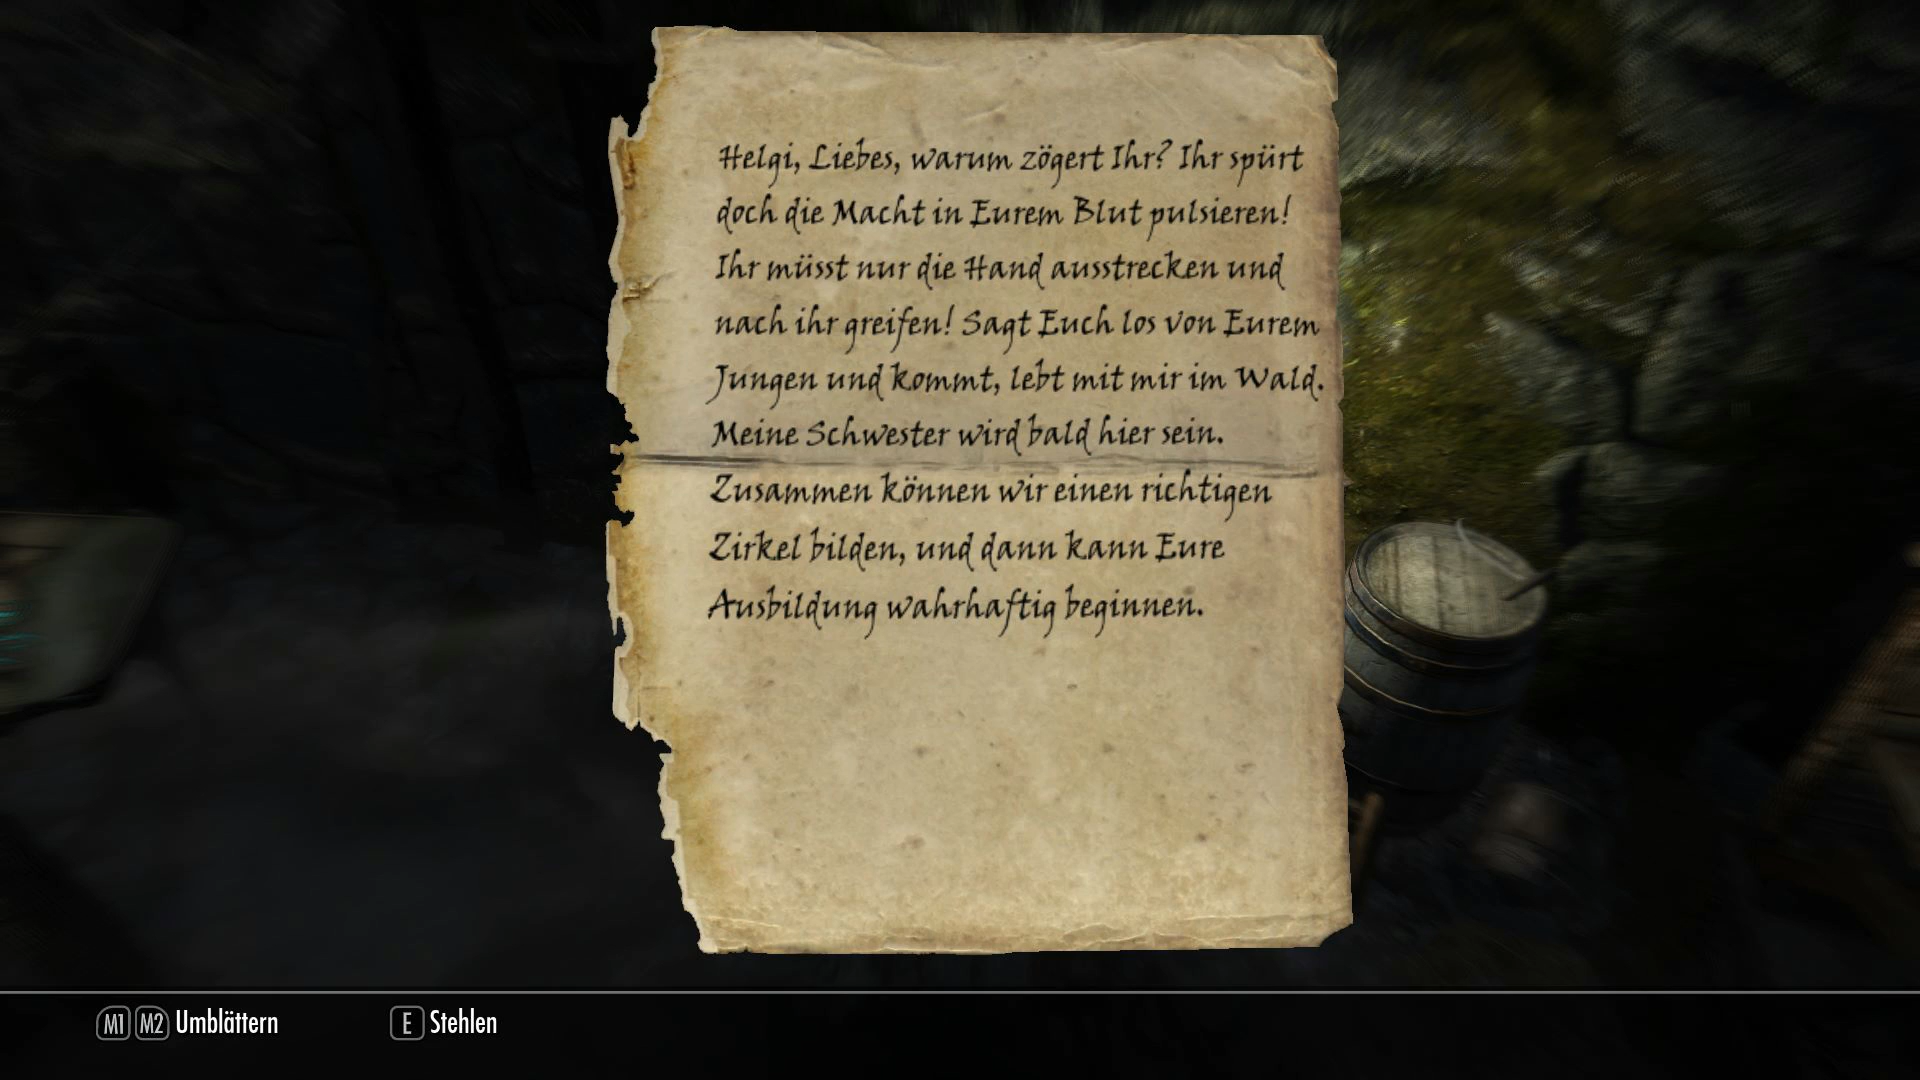 Helgi, Liebes, warum zögert Ihr? Ihr spürt
doch die Macht in Eurem Blut pulsieren!
Ihr müsst nur die Hand ausstrecken und
nach ihr greifen! Sagt Euch los von Eurem
Jungen und kommt, lebt mit mir im Wald.
Meine Schwester wird bald hier sein.
Zusammen können wir einen richtigen
Zirkel bilden, und dann kann Eure
Ausbildung wahrhaftig beginnen.
M1 M2 Umblättern
E Stehlen